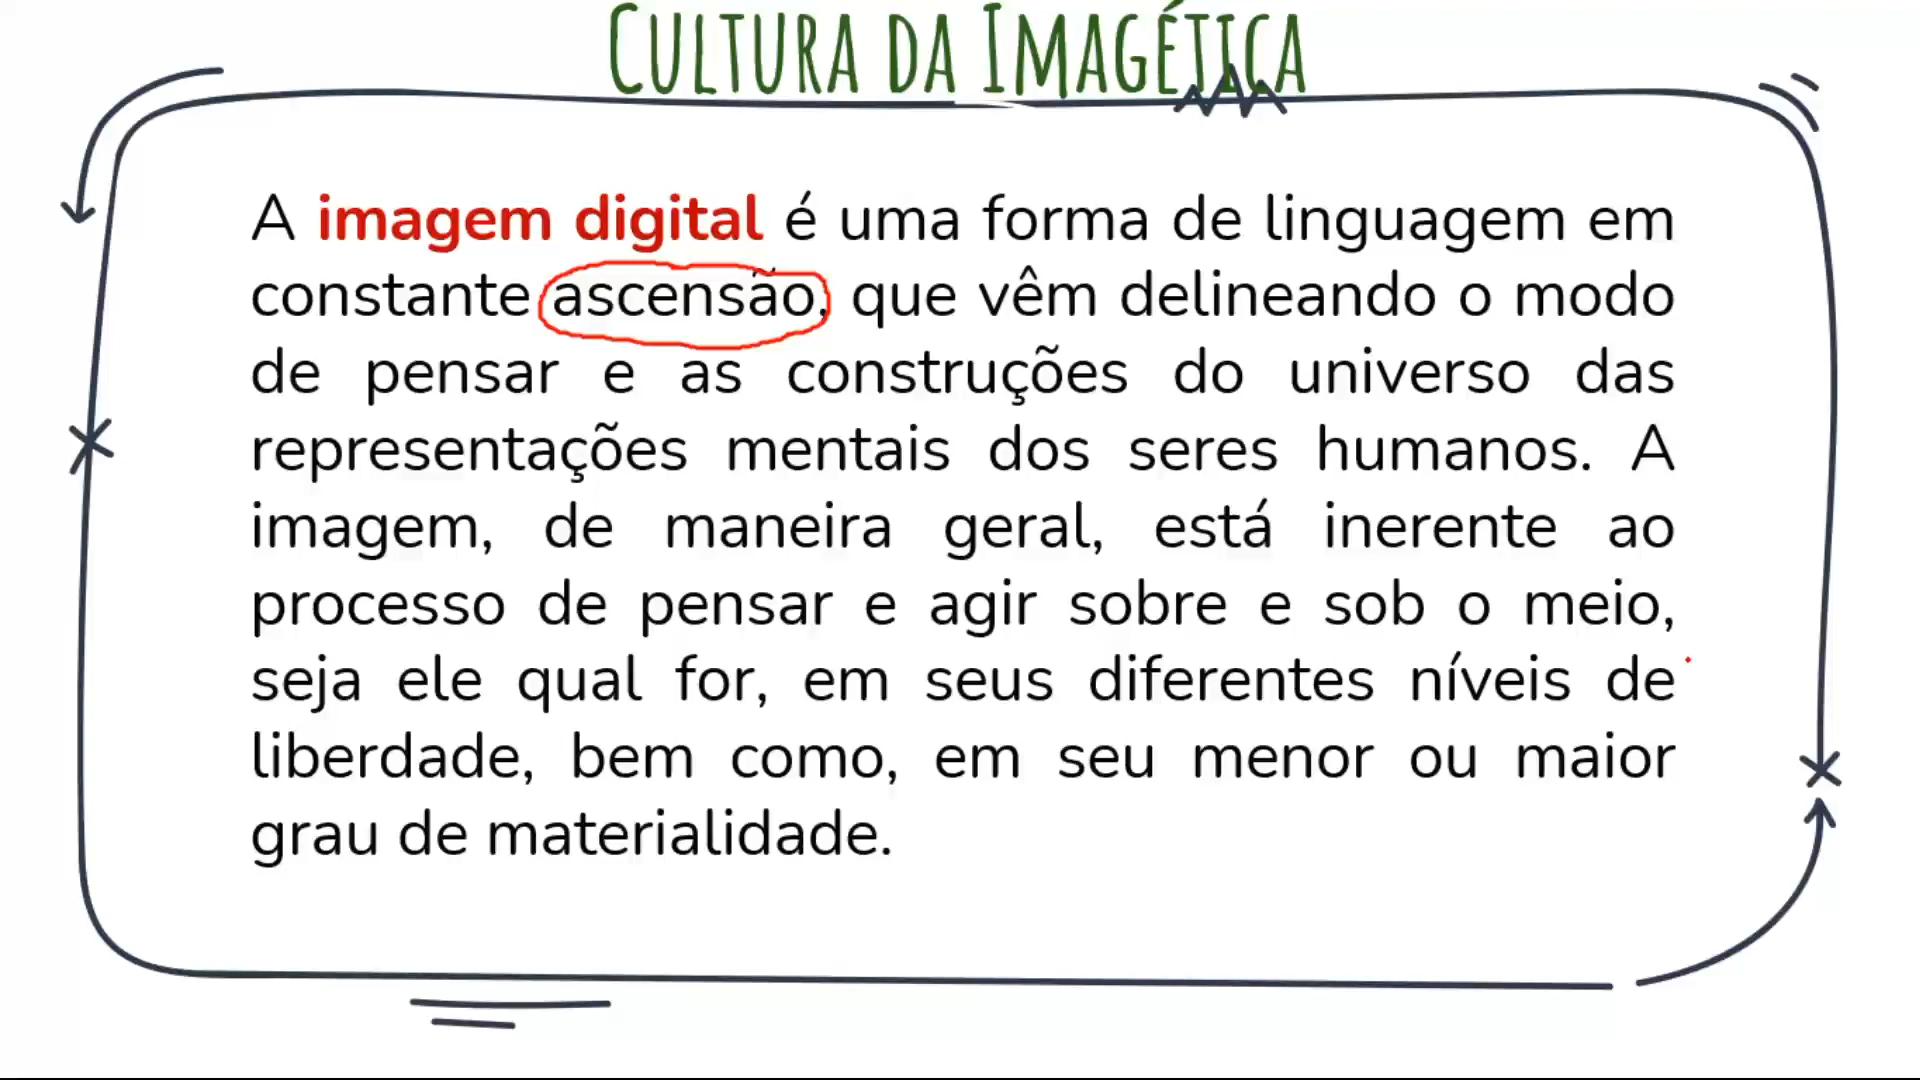 CULTURA DA IMAGÉTICA
A imagem digital é uma forma de linguagem em
constante ascensão, que vêm delineando o modo
de pensar e as construções do universo das
representações mentais dos seres humanos. A
imagem, de maneira geral, está inerente ao
processo de pensar e agir sobre e sob o meio,
seja ele qual for, em seus diferentes níveis de
liberdade, bem como, em seu menor ou maior
grau de materialidade.